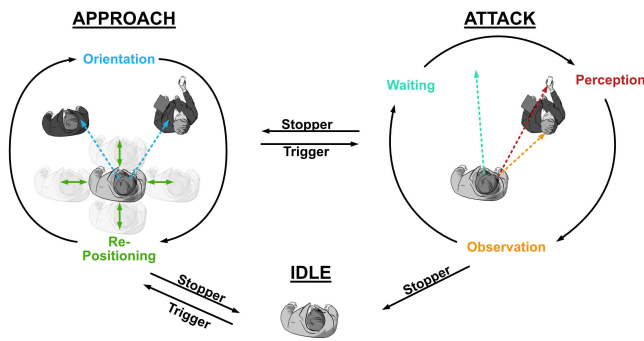 APPROACH
ATTACK
Orientation
Waiting
Perception
Stopper
Trigger
Re-
Positioning
Observation
IDLE
Stopper
Trigger
Stopper